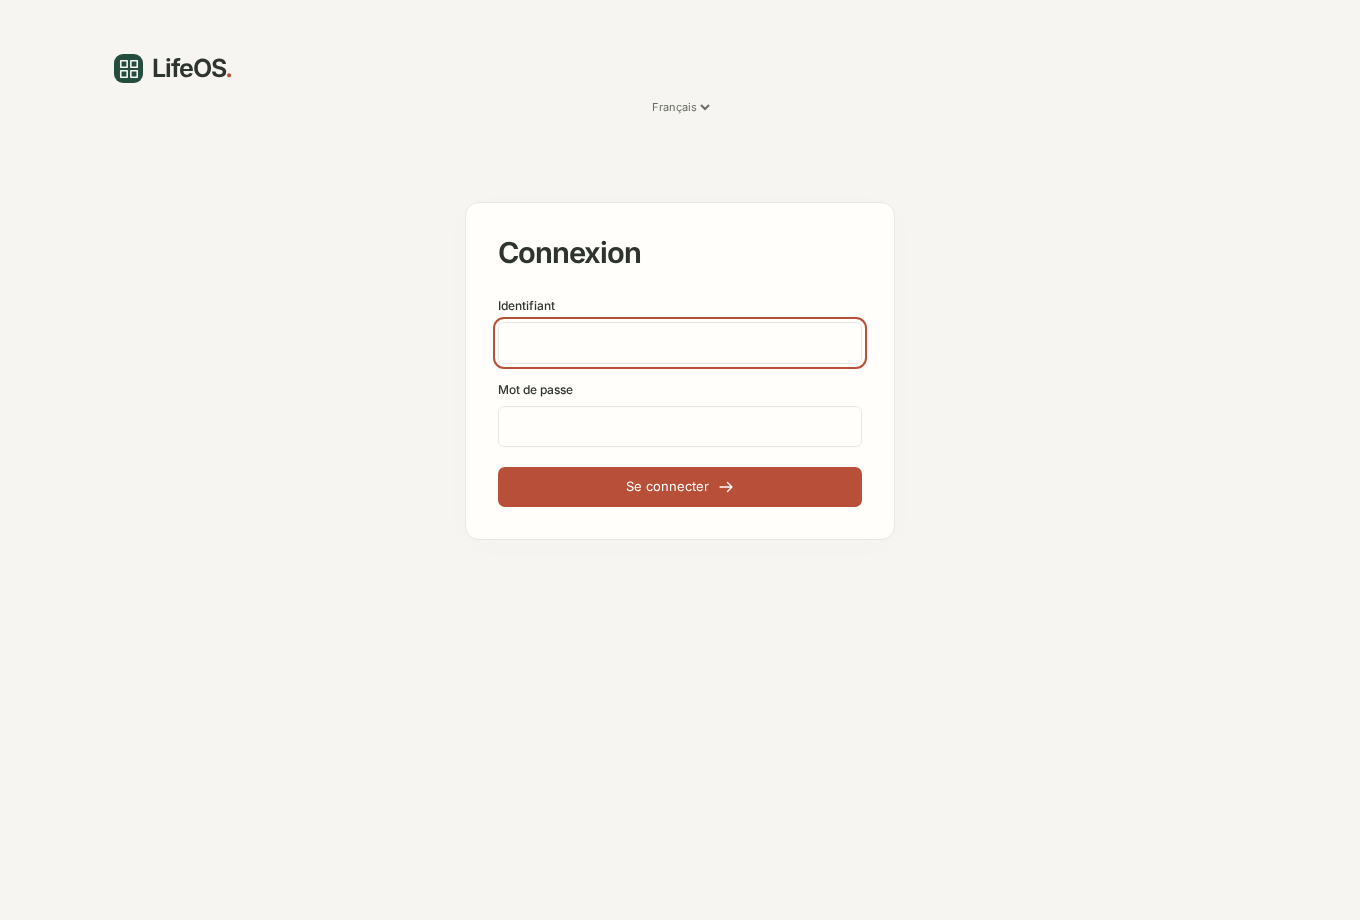 LifeOS.
Français
Connexion
Identifiant
Mot de passe
Se connecter